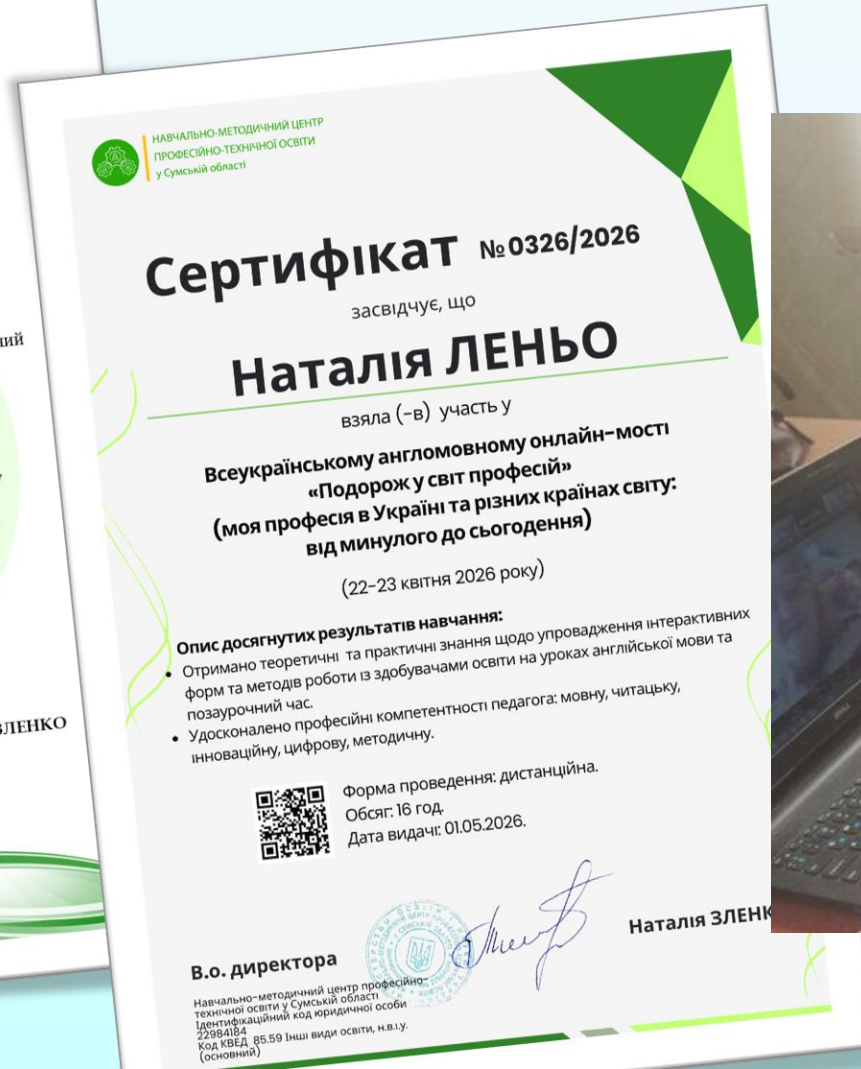 ний
ЗЛЕНКО
НАВЧАЛЬНО-МЕТОДИЧНИЙ ЦЕНТР
ПРОФЕСІЙНО-ТЕХНІЧНОЇ ОСВІТИ
у Сумській області
Сертифікат №0326/2026
засвідчує, що
Наталія ЛЕНЬО
взяла (-в) участь у
Всеукраїнському англомовному онлайн-мості
«Подорож у світ професій»
(моя професія в Україні та різних країнах світу:
від минулого до сьогодення)
(22-23 квітня 2026 року)
Опис досягнутих результатів навчання:
• Отримано теоретичні та практичні знання щодо упровадження інтерактивних
форм та методів роботи із здобувачами освіти на уроках англійської мови та
позаурочний час.
• Удосконалено професійні компетентності педагога: мовну, читацьку,
інноваційну, цифрову, методичну.
Форма проведення: дистанційна.
Обсяг: 16 год.
Дата видачі: 01.05.2026.
В.о. директора
Наталія ЗЛЕНК
Навчально-методичний центр професійно-
технічної освіти у Сумській області
Ідентифікаційний код юридичної особи
22984184
Код КВЕД 85.59 Інші види освіти, н.в.і.у.
(основний)